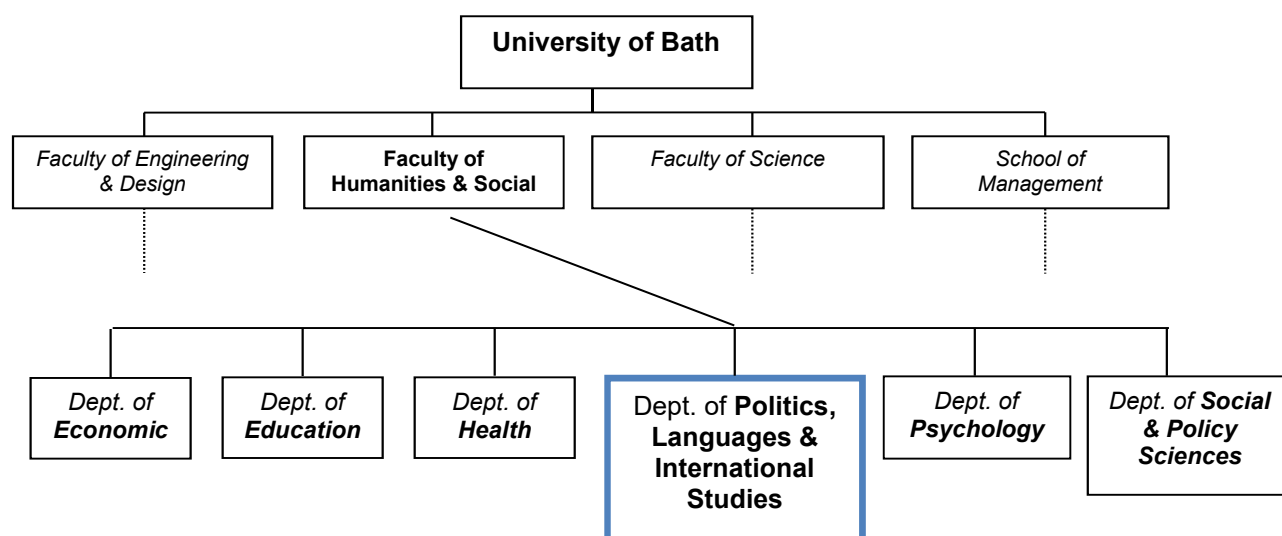 University of Bath
Faculty of Engineering
& Design
Faculty of
Humanities & Social
Faculty of Science
School of
Management
Dept. of
Economic
Dept. of
Education
Dept. of
Health
Dept. of Politics,
Languages &
International
Studies
Dept. of
Psychology
Dept. of Social
& Policy
Sciences